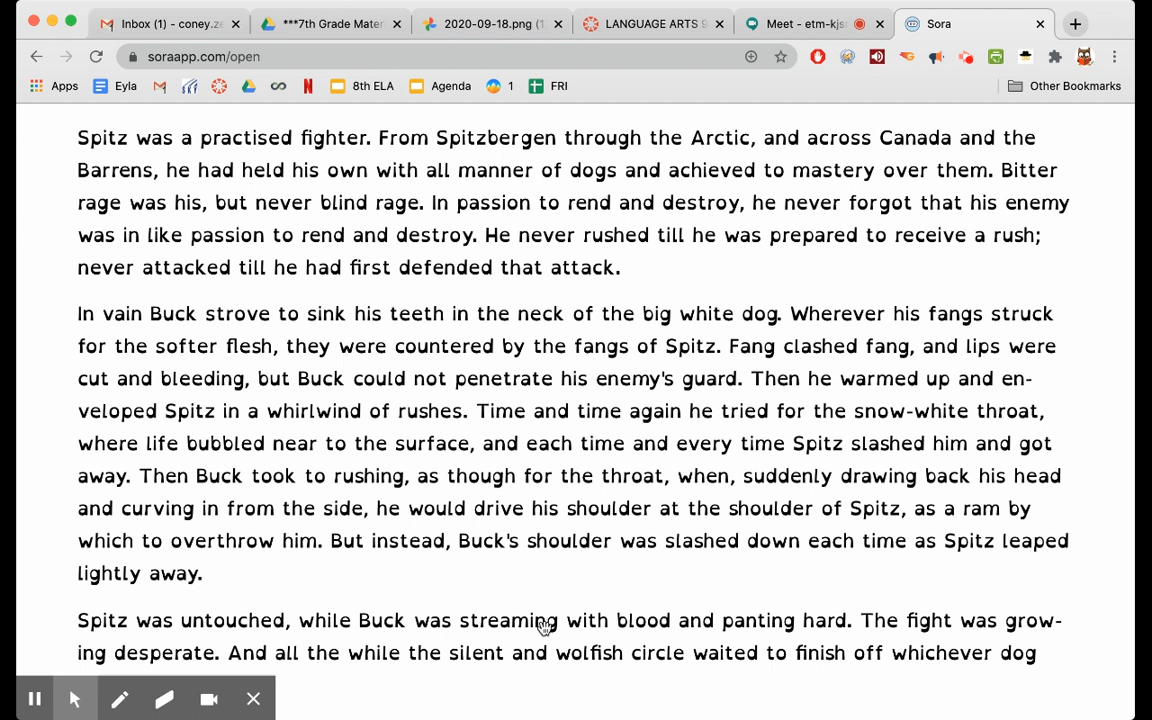 Inbox (1) - coney.ze
***7th Grade Mater
2020-09-18.png (1
LANGUAGE ARTS 9
Meet - etm-kjs
Sora
soraapp.com/open
Apps
Eyla
8th ELA
Agenda
1
FRI
Other Bookmarks
Spitz was a practised fighter. From Spitzbergen through the Arctic, and across Canada and the
Barrens, he had held his own with all manner of dogs and achieved to mastery over them. Bitter
rage was his, but never blind rage. In passion to rend and destroy, he never forgot that his enemy
was in like passion to rend and destroy. He never rushed till he was prepared to receive a rush;
never attacked till he had first defended that attack.
In vain Buck strove to sink his teeth in the neck of the big white dog. Wherever his fangs struck
for the softer flesh, they were countered by the fangs of Spitz. Fang clashed fang, and lips were
cut and bleeding, but Buck could not penetrate his enemy's guard. Then he warmed up and en-
veloped Spitz in a whirlwind of rushes. Time and time again he tried for the snow-white throat,
where life bubbled near to the surface, and each time and every time Spitz slashed him and got
away. Then Buck took to rushing, as though for the throat, when, suddenly drawing back his head
and curving in from the side, he would drive his shoulder at the shoulder of Spitz, as a ram by
which to overthrow him. But instead, Buck's shoulder was slashed down each time as Spitz leaped
lightly away.
Spitz was untouched, while Buck was streaming with blood and panting hard. The fight was grow-
ing desperate. And all the while the silent and wolfish circle waited to finish off whichever dog